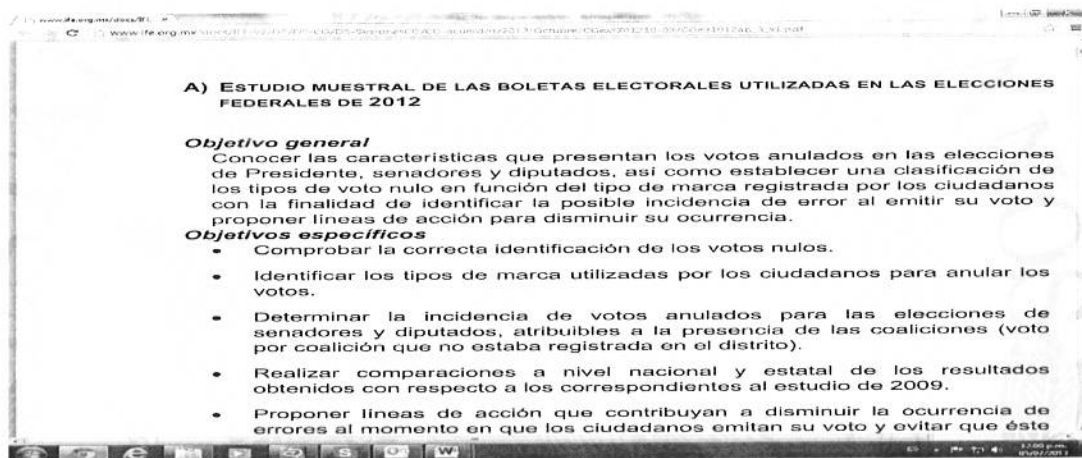 A) ESTUDIO MUESTRAL DE LAS BOLETAS ELECTORALES UTILIZADAS EN LAS ELECCIONES
FEDERALES DE 2012
Objetivo general
Conocer las características que presentan los votos anulados en las elecciones
de Presidente, senadores y diputados, así como establecer una clasificación de
los tipos de voto nulo en función del tipo de marca registrada por los ciudadanos
con la finalidad de identificar la posible incidencia de error al emitir su voto y
proponer líneas de acción para disminuir su ocurrencia.
Objetivos específicos
• Comprobar la correcta identificación de los votos nulos.
• Identificar los tipos de marca utilizadas por los ciudadanos para anular los
votos.
• Determinar la incidencia de votos anulados para las elecciones de
senadores y diputados, atribuibles a la presencia de las coaliciones (voto
por coalición que no estaba registrada en el distrito).
• Realizar comparaciones a nivel nacional y estatal de los resultados
obtenidos con respecto a los correspondientes al estudio de 2009.
• Proponer líneas de acción que contribuyan a disminuir la ocurrencia de
errores al momento en que los ciudadanos emitan su voto y evitar que éste
12:00 p.m.